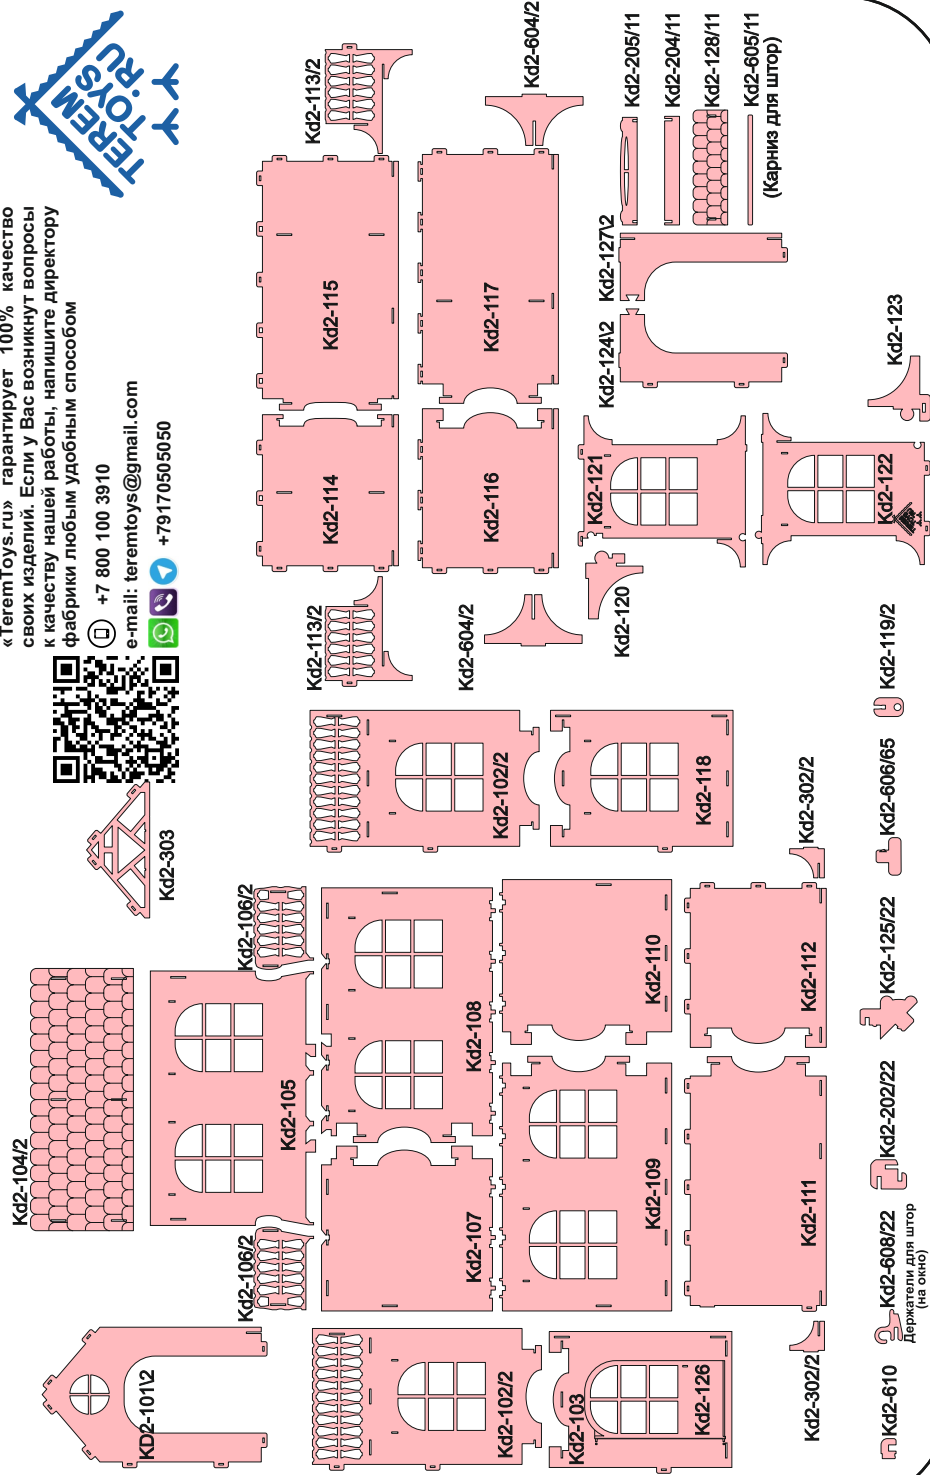 «TeremToys.ru» гарантирует 100% качество
своих изделий. Если у Вас возникнут вопросы
к качеству нашей работы, напишите директору
фабрики любым удобным способом
+7 800 100 3910
e-mail: teremtoys@gmail.com
+79170505050
TEREM
TOYS
.RU
Kd2-303
Kd2-104/2
Kd2-105
Kd2-106/2
Kd2-106/2
KD2-101\2
Kd2-107
Kd2-108
Kd2-109
Kd2-110
Kd2-111
Kd2-112
Kd2-302/2
Kd2-302/2
Kd2-102/2
Kd2-103
Kd2-126
Kd2-102/2
Kd2-118
Kd2-113/2
Kd2-113/2
Kd2-114
Kd2-115
Kd2-116
Kd2-117
Kd2-604/2
Kd2-604/2
Kd2-205/11
Kd2-204/11
Kd2-128/11
Kd2-605/11
(Карниз для штор)
Kd2-124\2
Kd2-127\2
Kd2-120
Kd2-121
Kd2-122
Kd2-123
Kd2-610
Kd2-608/22
Держатели для штор
(на окно)
Kd2-202/22
Kd2-125/22
Kd2-606/65
Kd2-119/2